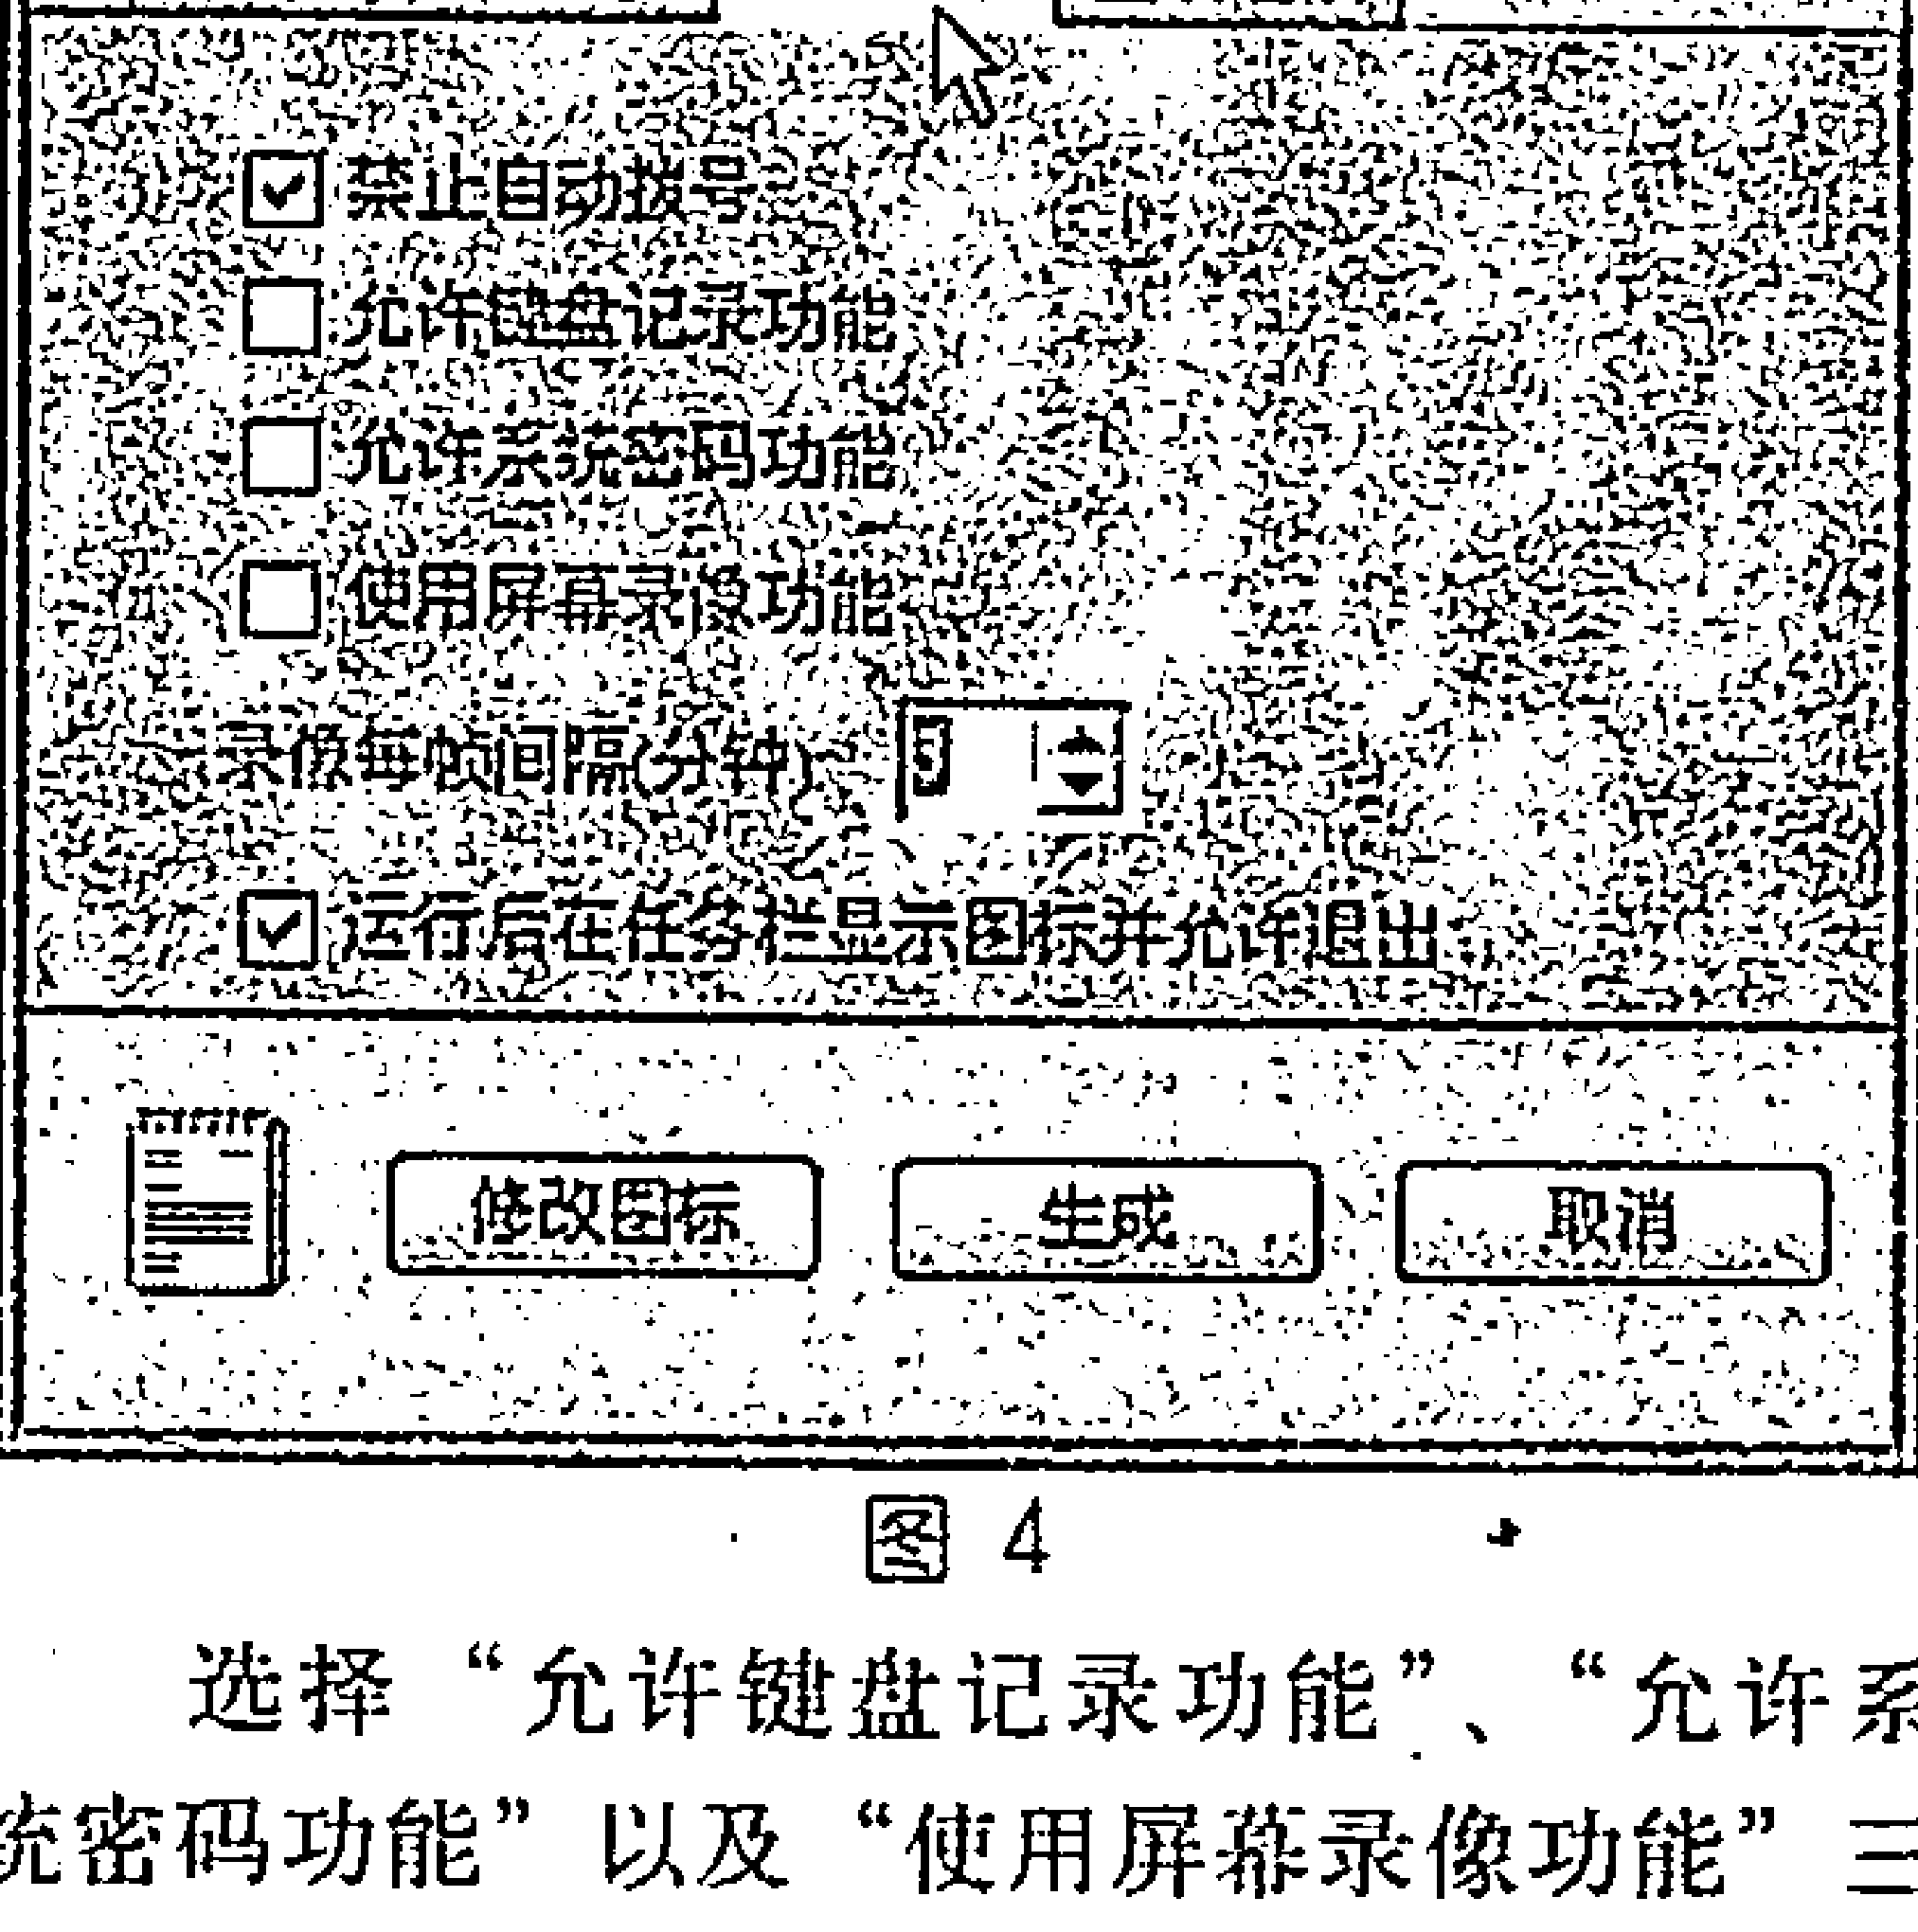 禁止自动拨号
允许键盘记录功能
允许系统密码功能
使用屏幕录像功能
录像每帧间隔(分钟)
运行后在任务栏显示图标并允许退出
修改图标 生成 取消
图 4
选择“允许键盘记录功能”、“允许系
统密码功能”以及“使用屏幕录像功能”三